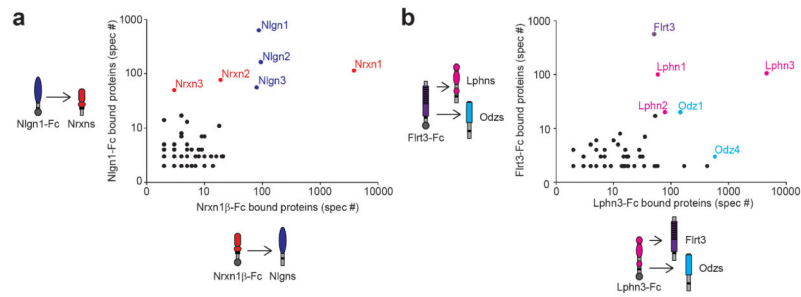 a
Nlgn1-Fc bound proteins (spec #)
1000
100
10
0
Nlgn1
Nlgn2
Nrxn3
Nrxn2
Nlgn3
Nrxn1
0
10
100
1000
10000
Nrxn1β-Fc bound proteins (spec #)
Nlgn1-Fc
Nrxns
Nrxn1β-Fc
Nlgns
b
Flrt3-Fc bound proteins (spec #)
1000
100
10
0
Flrt3
Lphn1
Lphn3
Lphn2
Odz1
Odz4
0
10
100
1000
10000
Lphn3-Fc bound proteins (spec #)
Lphns
Odzs
Flrt3-Fc
Flrt3
Odzs
Lphn3-Fc